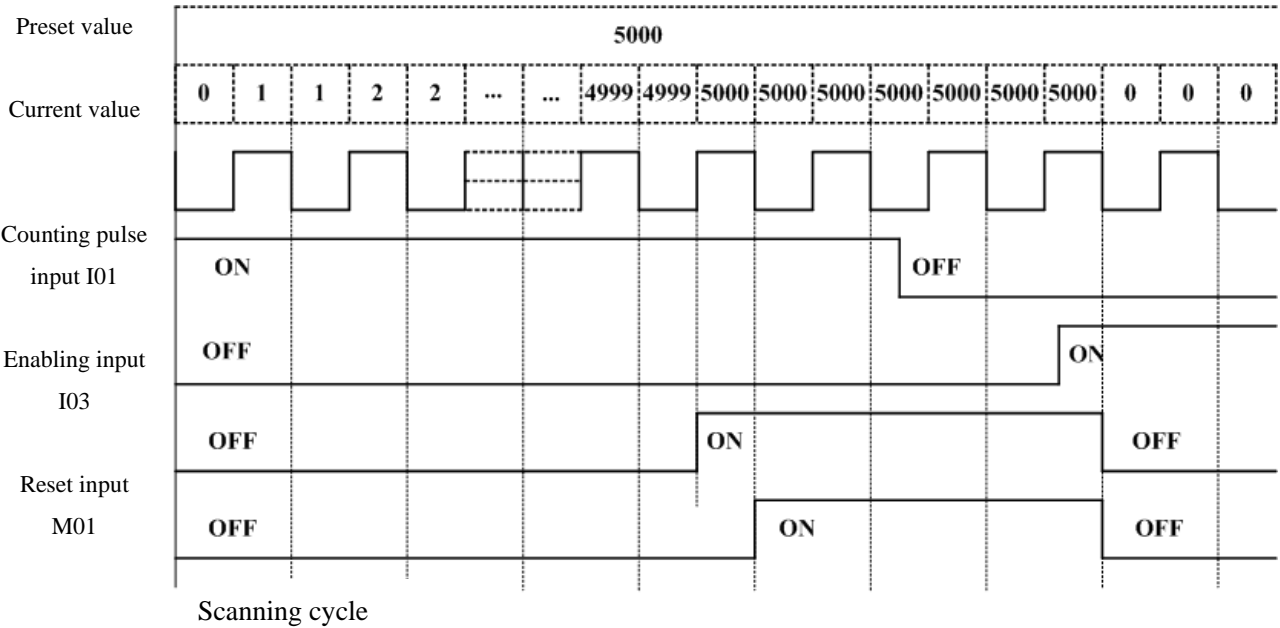 Preset value
5000
Current value
0 1 1 2 2 ... ... 4999 4999 5000 5000 5000 5000 5000 5000 5000 0 0 0
Counting pulse
input I01
ON OFF
Enabling input
I03
OFF ON
OFF ON OFF
Reset input
M01
OFF ON OFF
Scanning cycle